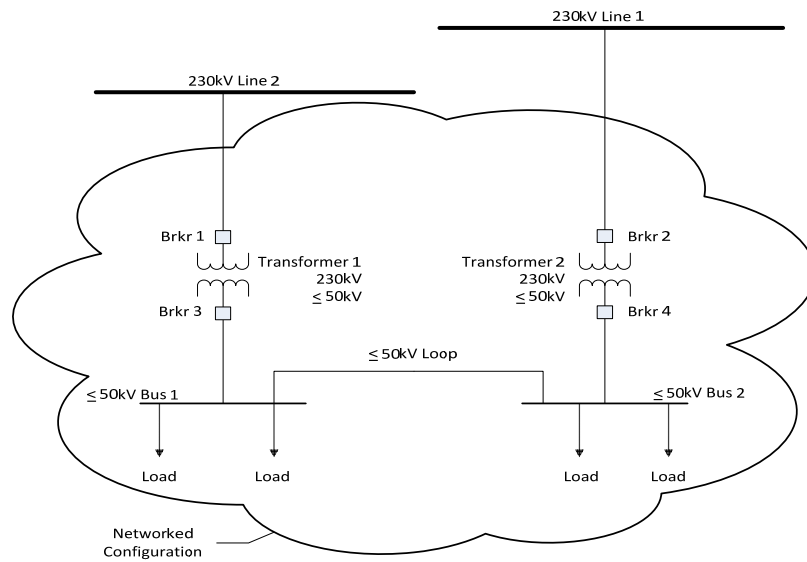 230kV Line 1
230kV Line 2
Brkr 1
Transformer 1
230kV
≤ 50kV
Brkr 3
Brkr 2
Transformer 2
230kV
≤ 50kV
Brkr 4
≤ 50kV Loop
≤ 50kV Bus 1
≤ 50kV Bus 2
Load
Load
Load
Load
Networked
Configuration